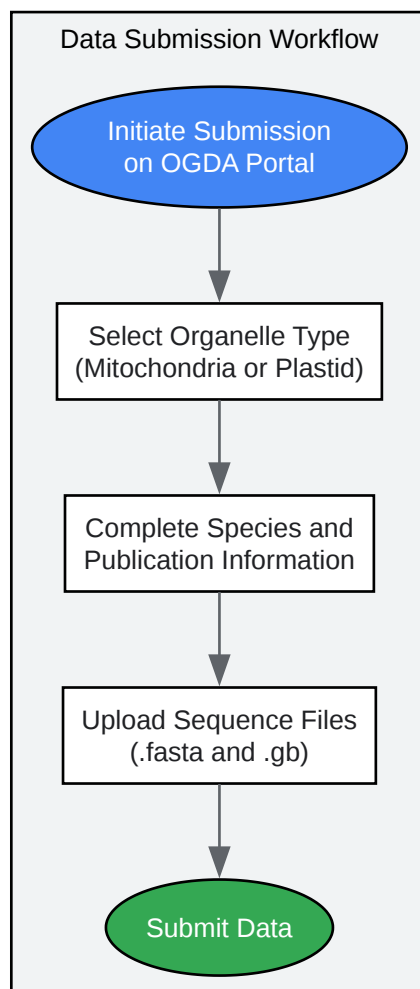 Data Submission Workflow
Initiate Submission
on OGDA Portal
Select Organelle Type
(Mitochondria or Plastid)
Complete Species and
Publication Information
Upload Sequence Files
(.fasta and .gb)
Submit Data